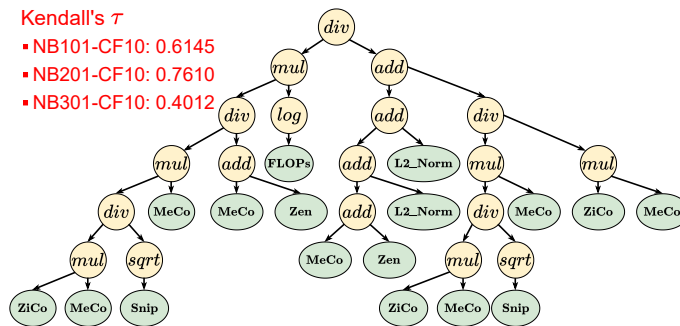 Kendall's τ
▪ NB101-CF10: 0.6145
▪ NB201-CF10: 0.7610
▪ NB301-CF10: 0.4012
div
mul add
div log add div
mul add FLOPs add L2_Norm mul mul
div MeCo MeCo Zen add L2_Norm div MeCo ZiCo MeCo
mul sqrt MeCo Zen mul sqrt
ZiCo MeCo Snip ZiCo MeCo Snip